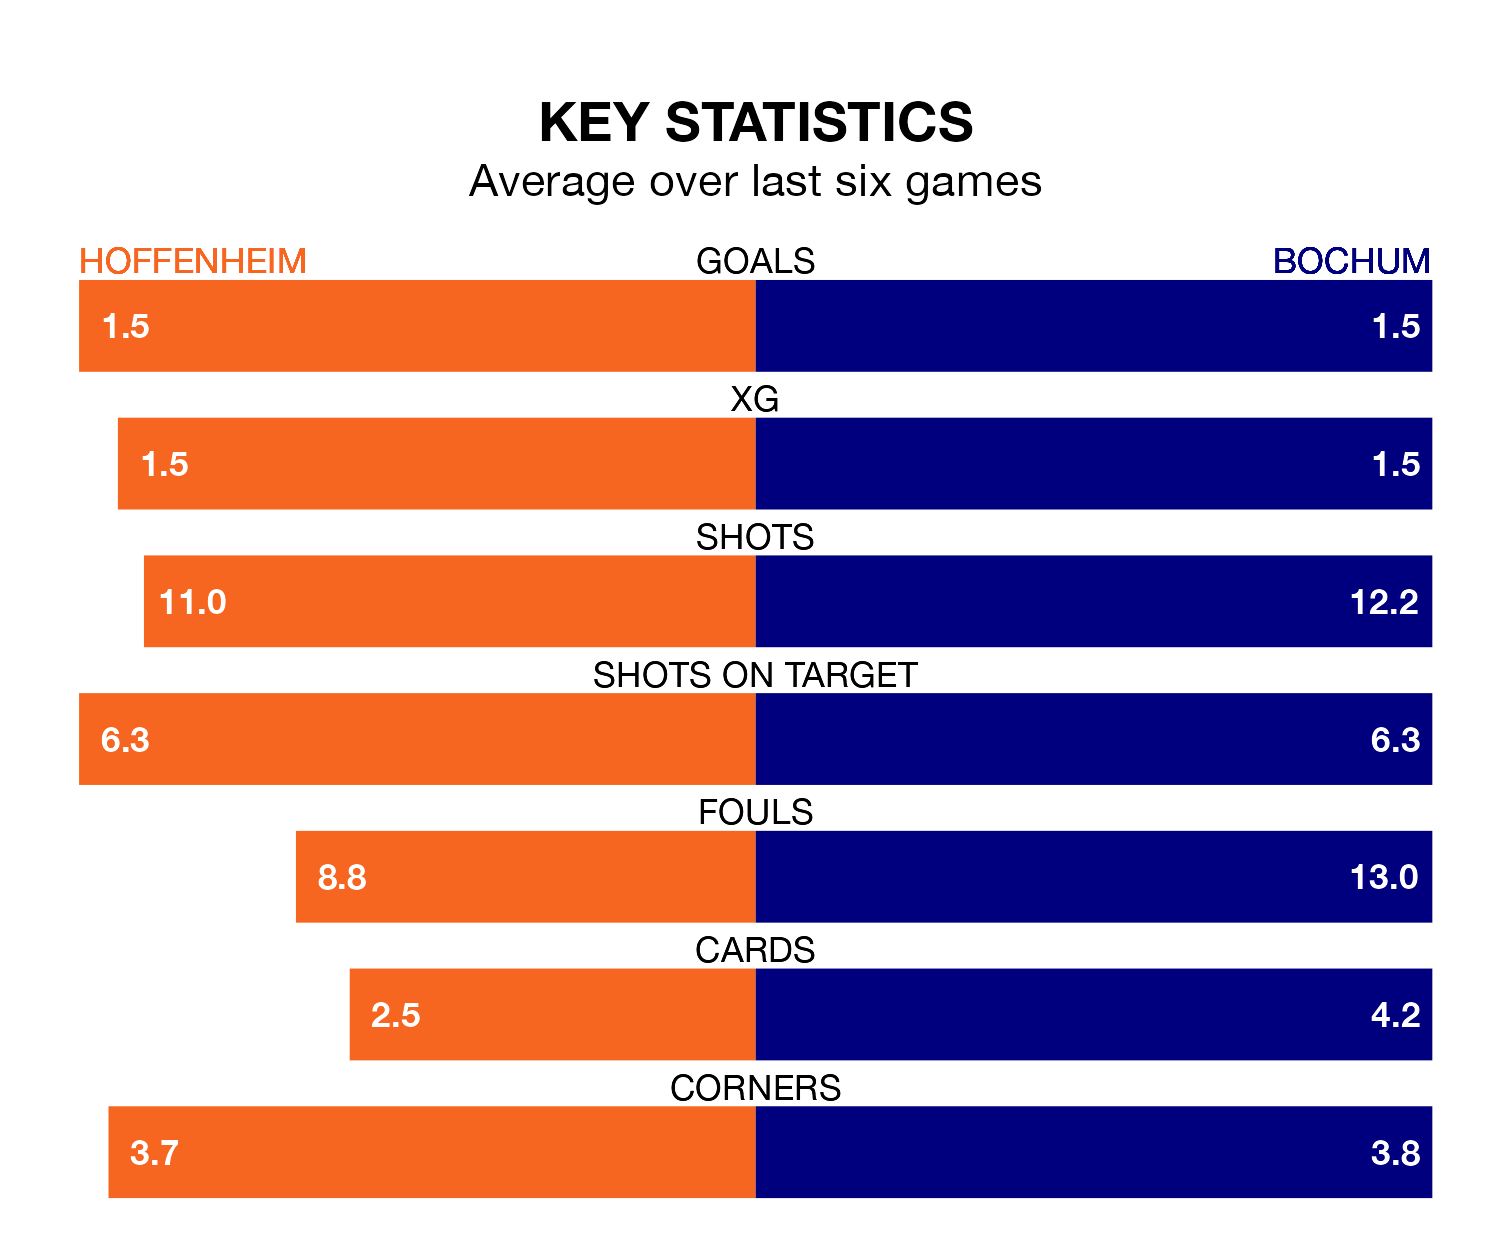 KEY STATISTICS
Average over last six games
HOFFENHEIM GOALS BOCHUM
1.5 1.5
XG
1.5 1.5
SHOTS
11.0 12.2
SHOTS ON TARGET
6.3 6.3
FOULS
8.8 13.0
CARDS
2.5 4.2
CORNERS
3.7 3.8